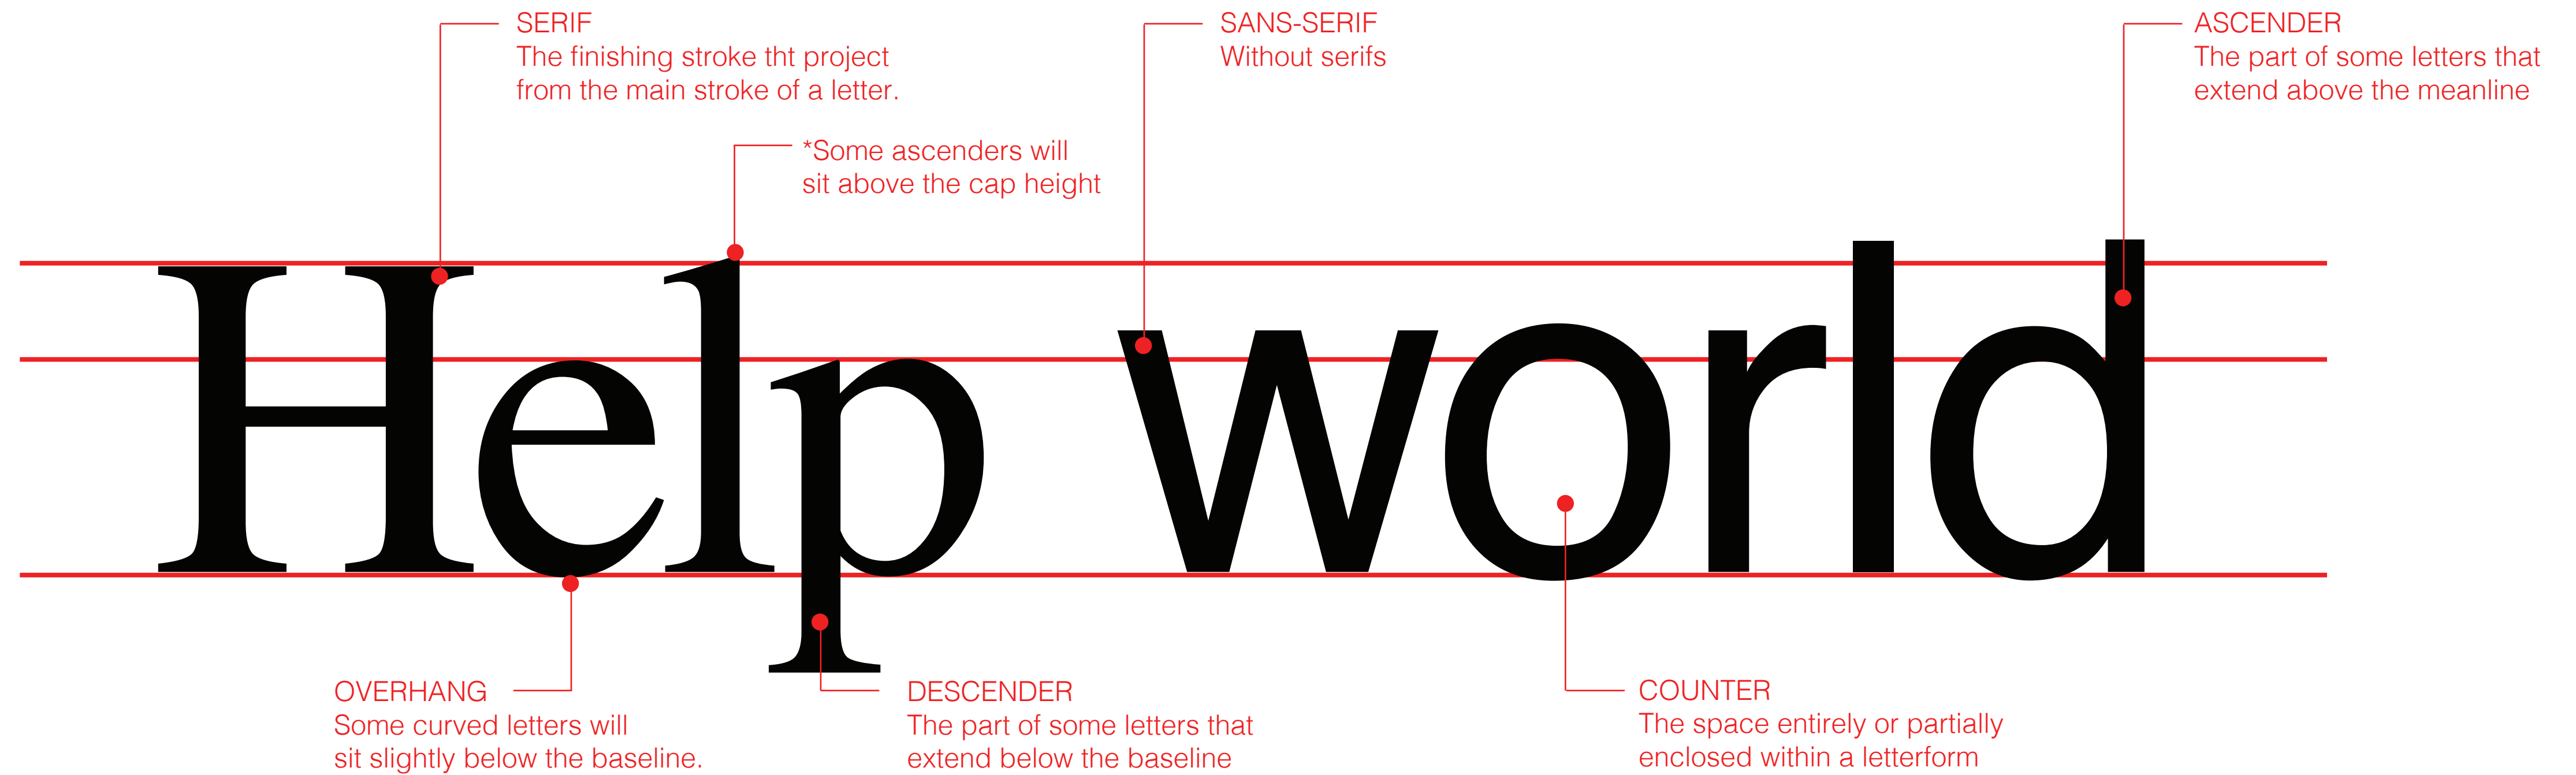 SERIF
The finishing stroke tht project
from the main stroke of a letter.
SANS-SERIF
Without serifs
ASCENDER
The part of some letters that
extend above the meanline
*Some ascenders will
sit above the cap height
Help world
OVERHANG
Some curved letters will
sit slightly below the baseline.
DESCENDER
The part of some letters that
extend below the baseline
COUNTER
The space entirely or partially
enclosed within a letterform